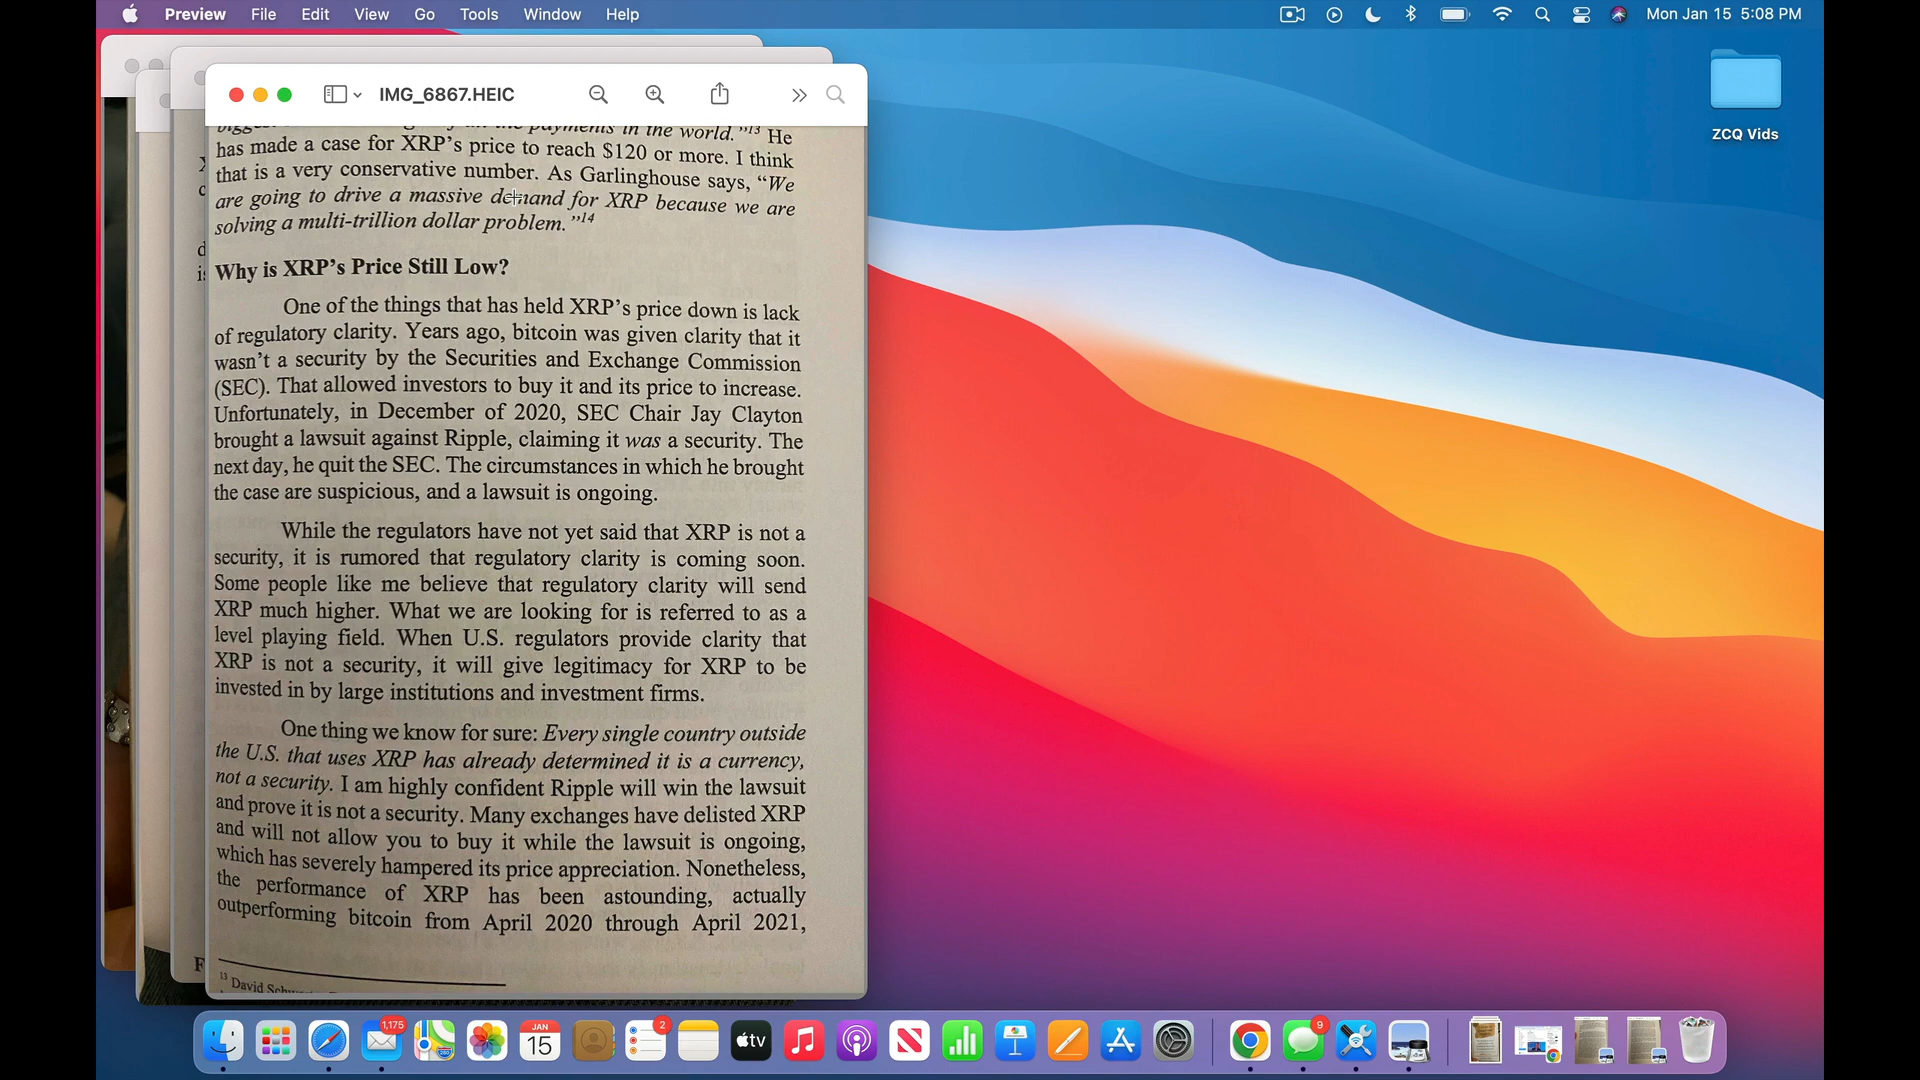 Preview File Edit View Go Tools Window Help
Mon Jan 15 5:08 PM
ZCQ Vids
IMG_6867.HEIC
payments in the world.”13 He
has made a case for XRP’s price to reach $120 or more. I think
that is a very conservative number. As Garlinghouse says, “We
are going to drive a massive demand for XRP because we are
solving a multi-trillion dollar problem.”14
Why is XRP’s Price Still Low?
One of the things that has held XRP’s price down is lack
of regulatory clarity. Years ago, bitcoin was given clarity that it
wasn’t a security by the Securities and Exchange Commission
(SEC). That allowed investors to buy it and its price to increase.
Unfortunately, in December of 2020, SEC Chair Jay Clayton
brought a lawsuit against Ripple, claiming it was a security. The
next day, he quit the SEC. The circumstances in which he brought
the case are suspicious, and a lawsuit is ongoing.
While the regulators have not yet said that XRP is not a
security, it is rumored that regulatory clarity is coming soon.
Some people like me believe that regulatory clarity will send
XRP much higher. What we are looking for is referred to as a
level playing field. When U.S. regulators provide clarity that
XRP is not a security, it will give legitimacy for XRP to be
invested in by large institutions and investment firms.
One thing we know for sure: Every single country outside
the U.S. that uses XRP has already determined it is a currency,
not a security. I am highly confident Ripple will win the lawsuit
and prove it is not a security. Many exchanges have delisted XRP
and will not allow you to buy it while the lawsuit is ongoing,
which has severely hampered its price appreciation. Nonetheless,
the performance of XRP has been astounding, actually
outperforming bitcoin from April 2020 through April 2021,
13 David
1,175
JAN
15
2
tv
9